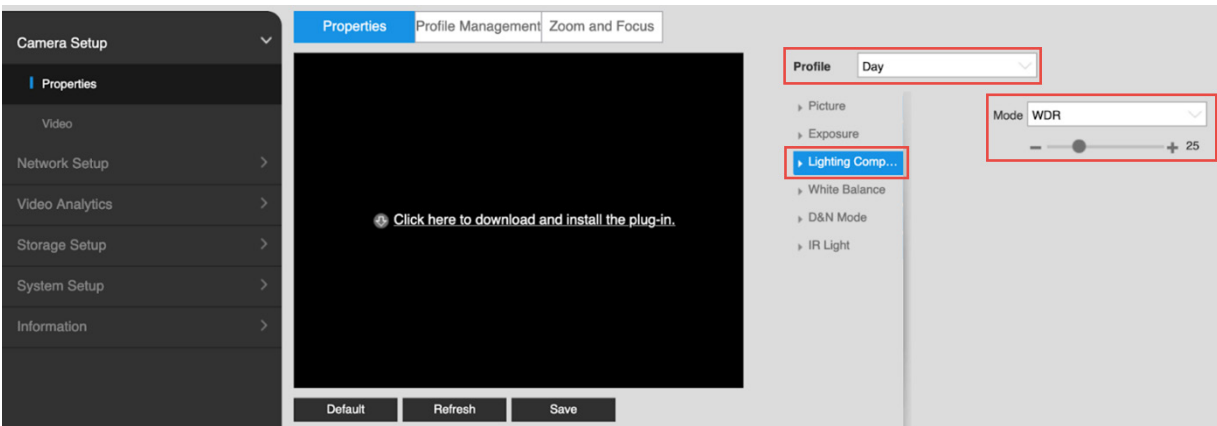 Camera Setup
Properties
Video
Network Setup
Video Analytics
Storage Setup
System Setup
Information
Properties
Profile Management
Zoom and Focus
Click here to download and install the plug-in.
Default
Refresh
Save
Profile
Day
Picture
Exposure
Lighting Comp...
White Balance
D&N Mode
IR Light
Mode WDR
25